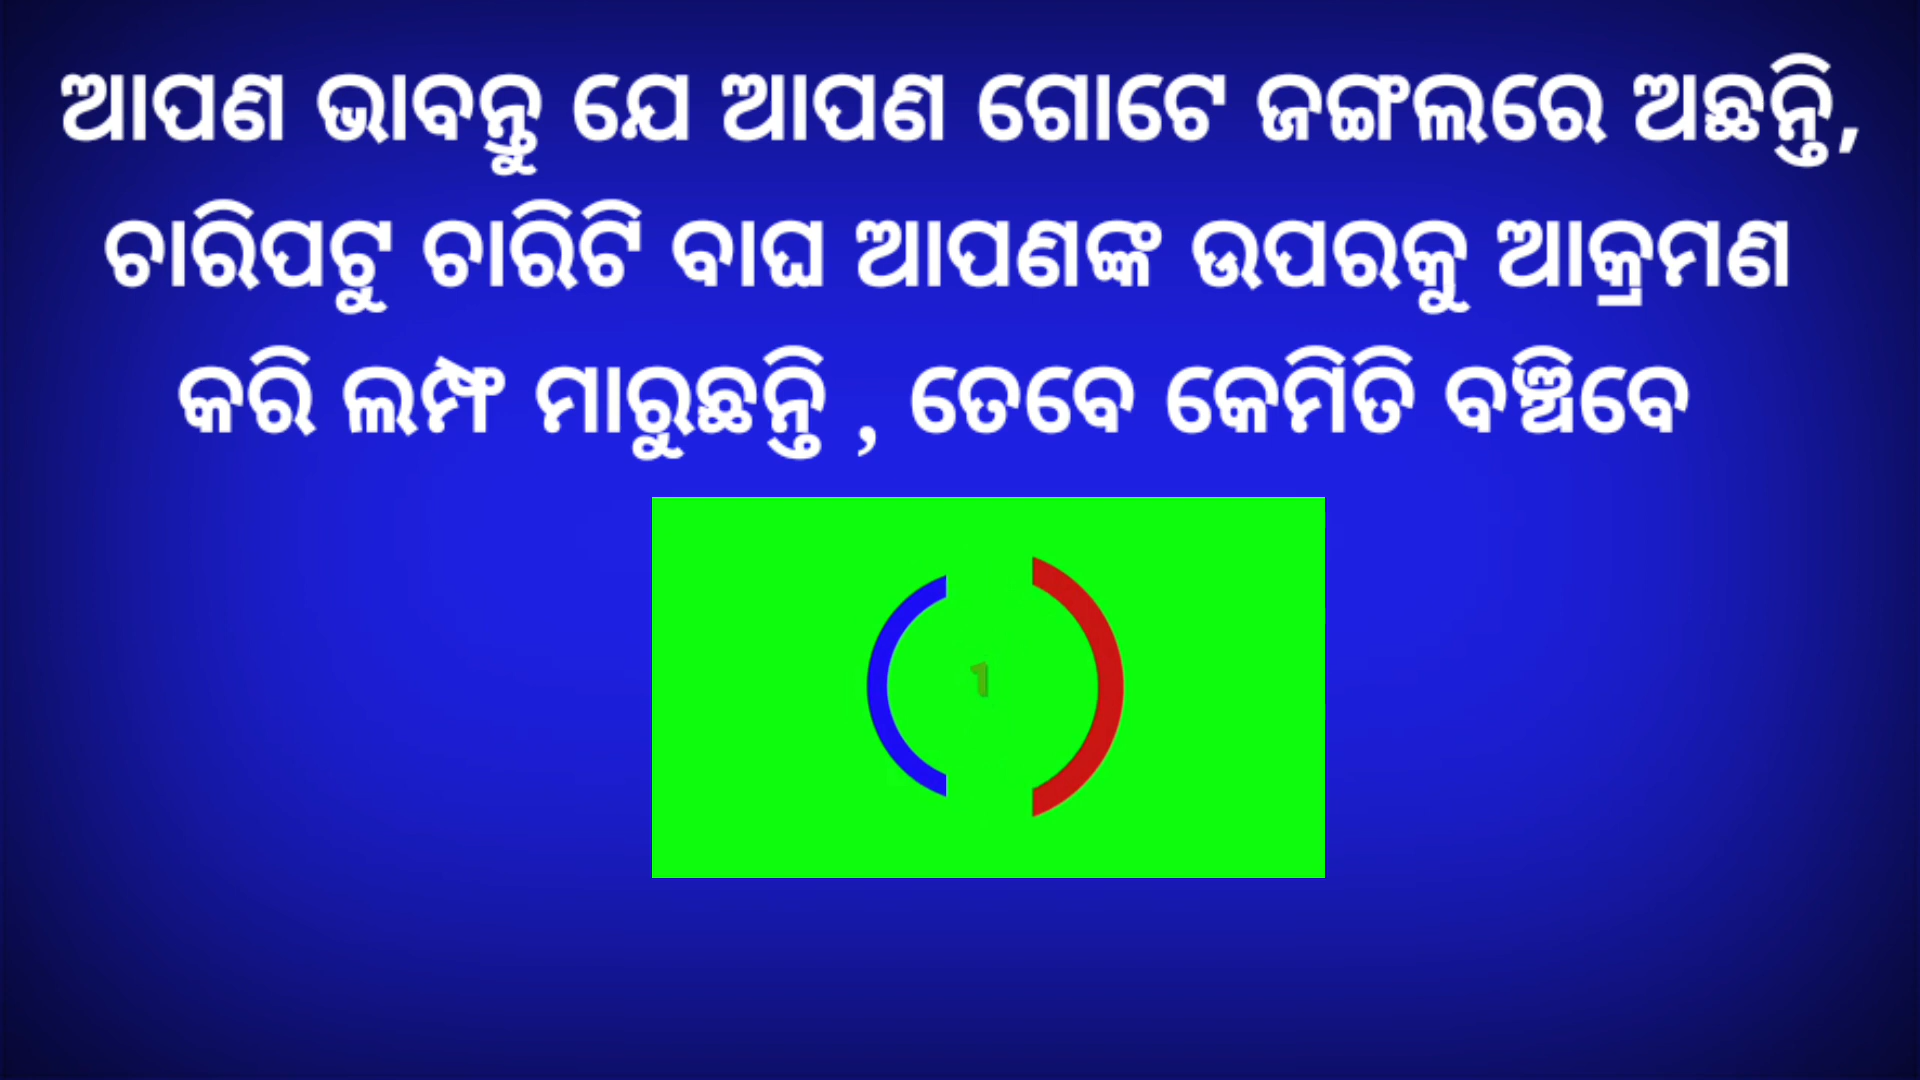 ଆପଣ ଭାବନ୍ତୁ ଯେ ଆପଣ ଗୋଟେ ଜଙ୍ଗଲରେ ଅଛନ୍ତି,
ଚାରିପଟୁ ଚାରିଟି ବାଘ ଆପଣଙ୍କ ଉପରକୁ ଆକ୍ରମଣ
କରି ଲମ୍ଫ ମାରୁଛନ୍ତି , ତେବେ କେମିତି ବଞ୍ଚିବେ
1